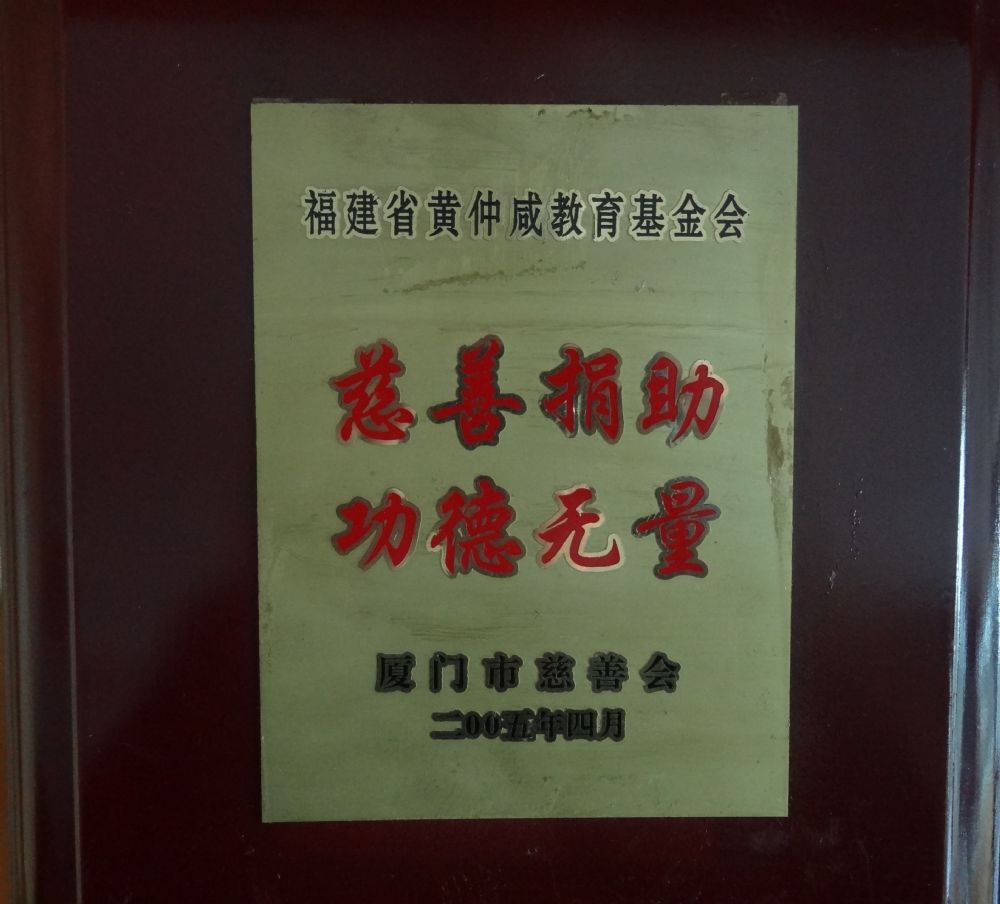 福建省黄仲咸教育基金会
慈善捐助
功德无量
厦门市慈善会
二00五年四月